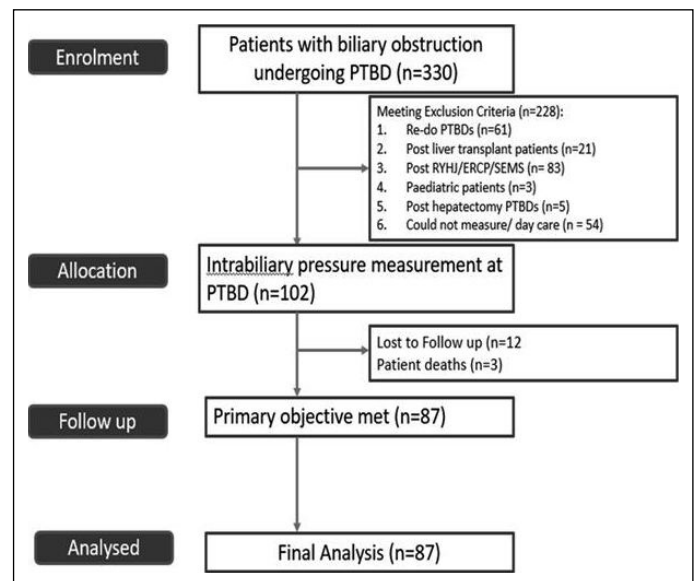 Enrolment
Patients with biliary obstruction
undergoing PTBD (n=330)
Meeting Exclusion Criteria (n=228):
1. Re-do PTBDs (n=61)
2. Post liver transplant patients (n=21)
3. Post RYHJ/ERCP/SEMS (n= 83)
4. Paediatric patients (n=3)
5. Post hepatectomy PTBDs (n=5)
6. Could not measure/ day care (n = 54)
Allocation
Intrabiliary pressure measurement at
PTBD (n=102)
Lost to Follow up (n=12
Patient deaths (n=3)
Follow up
Primary objective met (n=87)
Analysed
Final Analysis (n=87)